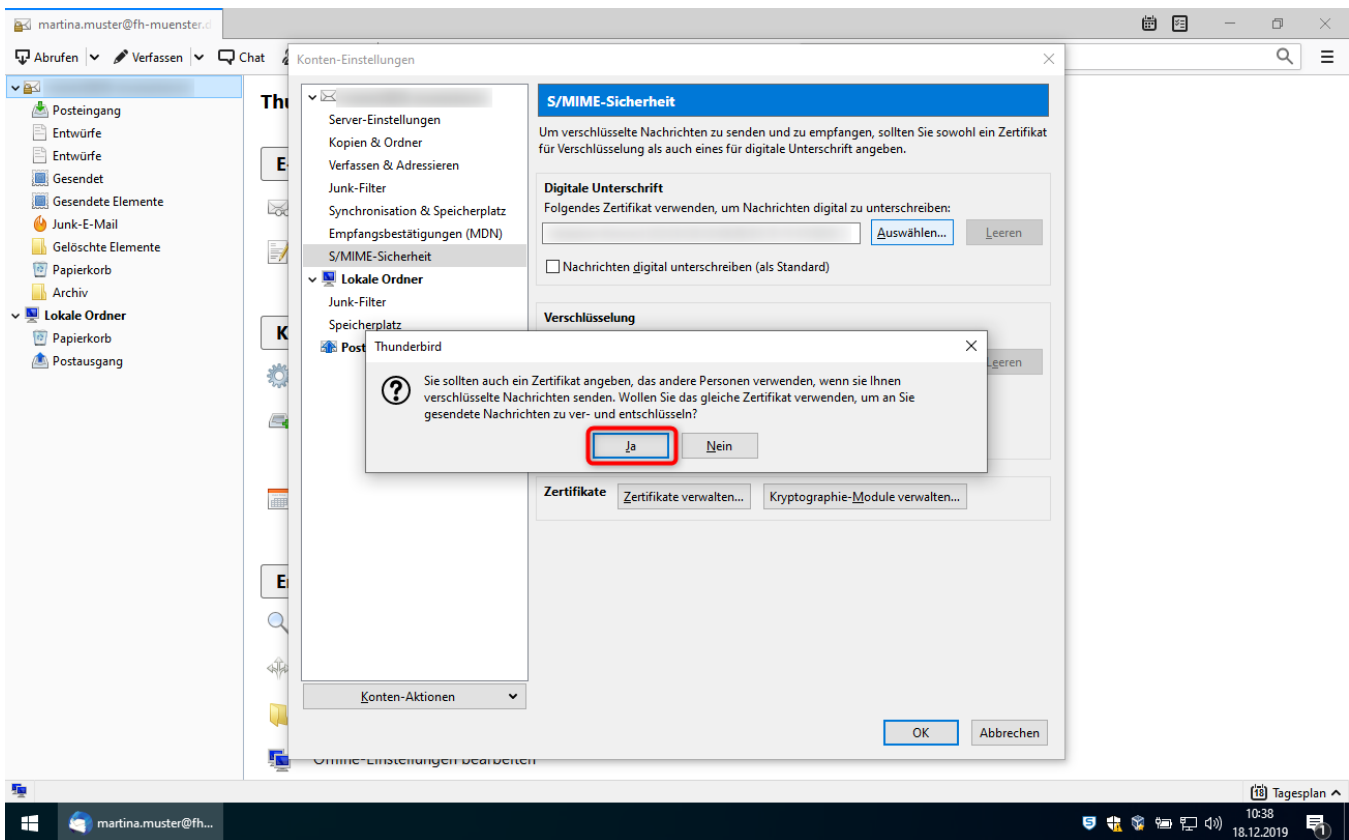 martina.muster@fh-muenster.d
Abrufen
Verfassen
Chat
Posteingang
Entwürfe
Entwürfe
Gesendet
Gesendete Elemente
Junk-E-Mail
Gelöschte Elemente
Papierkorb
Archiv
Lokale Ordner
Papierkorb
Postausgang
Konten-Einstellungen
Server-Einstellungen
Kopien & Ordner
Verfassen & Adressieren
Junk-Filter
Synchronisation & Speicherplatz
Empfangsbestätigungen (MDN)
S/MIME-Sicherheit
Lokale Ordner
Junk-Filter
Speicherplatz
Post
Konten-Aktionen
S/MIME-Sicherheit
Um verschlüsselte Nachrichten zu senden und zu empfangen, sollten Sie sowohl ein Zertifikat
für Verschlüsselung als auch eines für digitale Unterschrift angeben.
Digitale Unterschrift
Folgendes Zertifikat verwenden, um Nachrichten digital zu unterschreiben:
Auswählen...
Leeren
Nachrichten digital unterschreiben (als Standard)
Verschlüsselung
Leeren
Thunderbird
Sie sollten auch ein Zertifikat angeben, das andere Personen verwenden, wenn sie Ihnen
verschlüsselte Nachrichten senden. Wollen Sie das gleiche Zertifikat verwenden, um an Sie
gesendete Nachrichten zu ver- und entschlüsseln?
Ja
Nein
Zertifikate
Zertifikate verwalten...
Kryptographie-Module verwalten...
OK
Abbrechen
Offline-Einstellungen bearbeiten
18 Tagesplan
martina.muster@fh...
10:38
18.12.2019
1